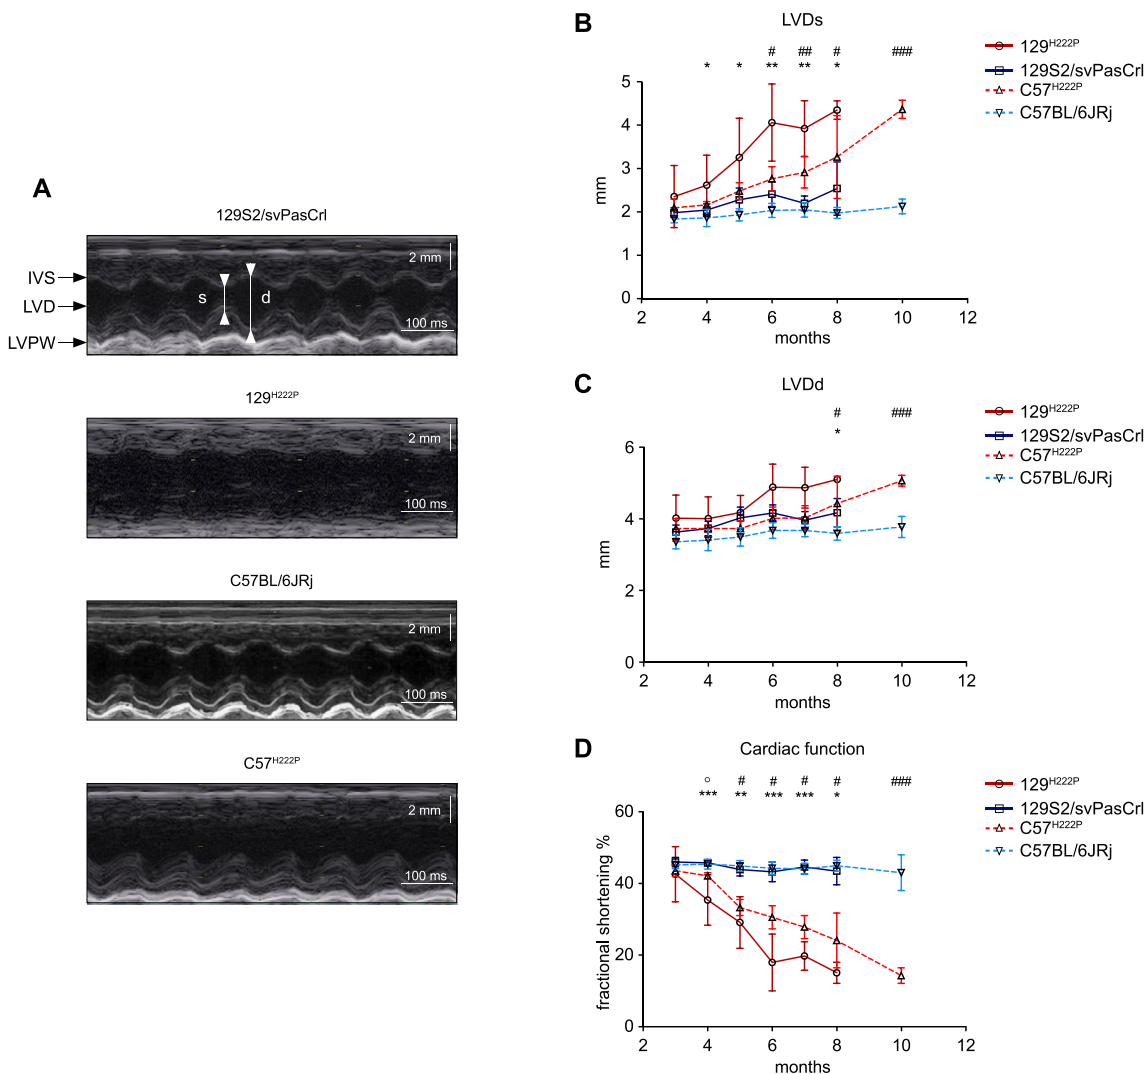 A
129S2/svPasCrl
2 mm
IVS
LVD
LVPW
s
d
100 ms
129H222P
2 mm
100 ms
C57BL/6JRj
2 mm
100 ms
C57H222P
2 mm
100 ms
B
LVDs
# ## # ###
* * ** ** *
129H222P
129S2/svPasCrl
C57H222P
C57BL/6JRj
5
4
3
2
1
0
mm
2 4 6 8 10 12
months
C
LVDd
# ###
*
129H222P
129S2/svPasCrl
C57H222P
C57BL/6JRj
6
4
2
0
mm
2 4 6 8 10 12
months
D
Cardiac function
○ # # # # ###
*** ** *** *** *
129H222P
129S2/svPasCrl
C57H222P
C57BL/6JRj
60
40
20
0
fractional shortening %
2 4 6 8 10 12
months